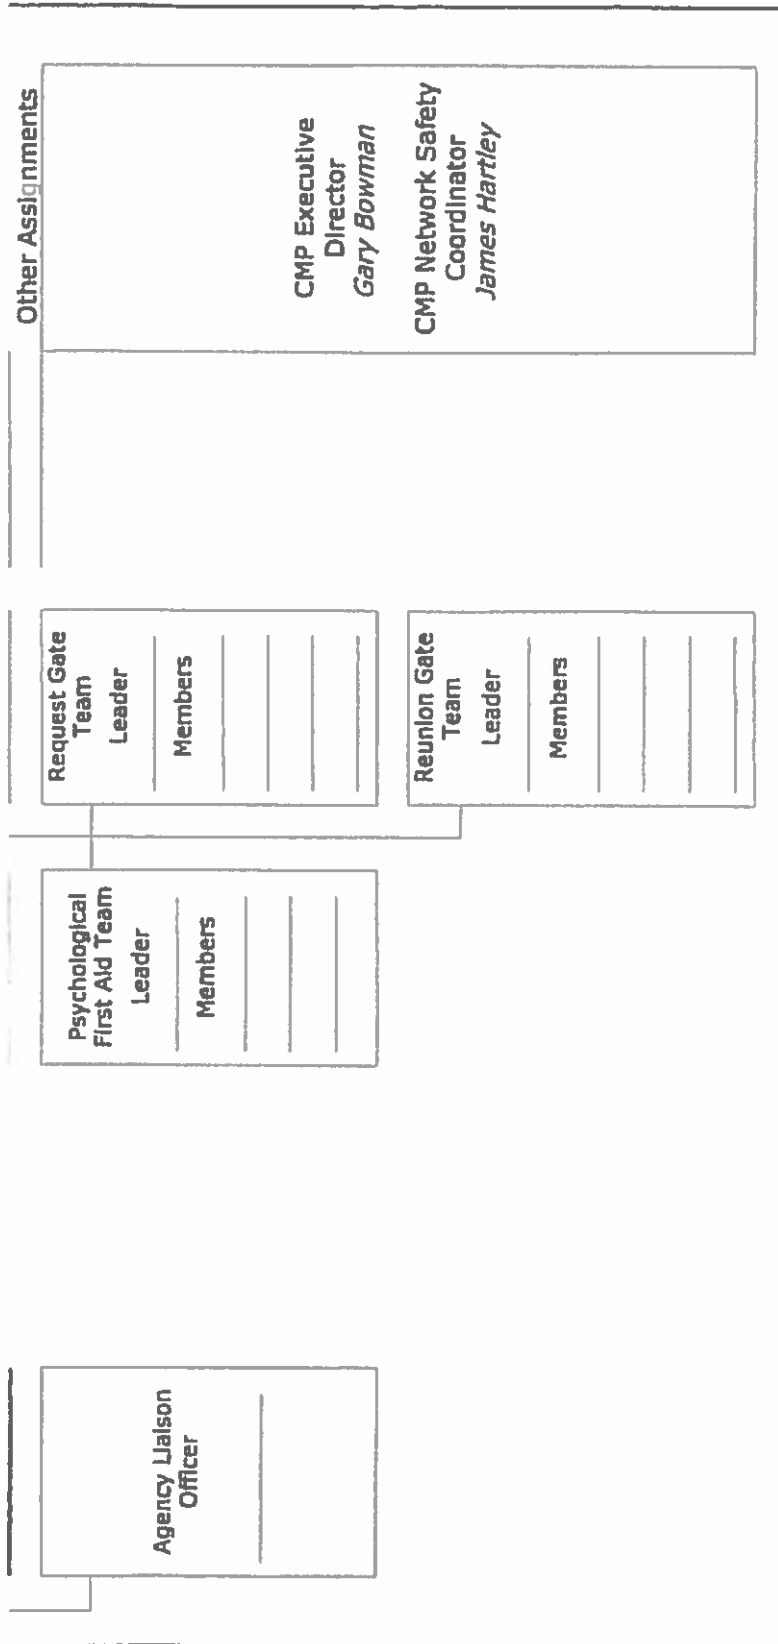 Agency Liaison
Officer
Psychological
First Aid Team
Leader
Members
Request Gate
Team
Leader
Members
Reunion Gate
Team
Leader
Members
Other Assignments
CMP Executive
Director
Gary Bowman
CMP Network Safety
Coordinator
James Hartley